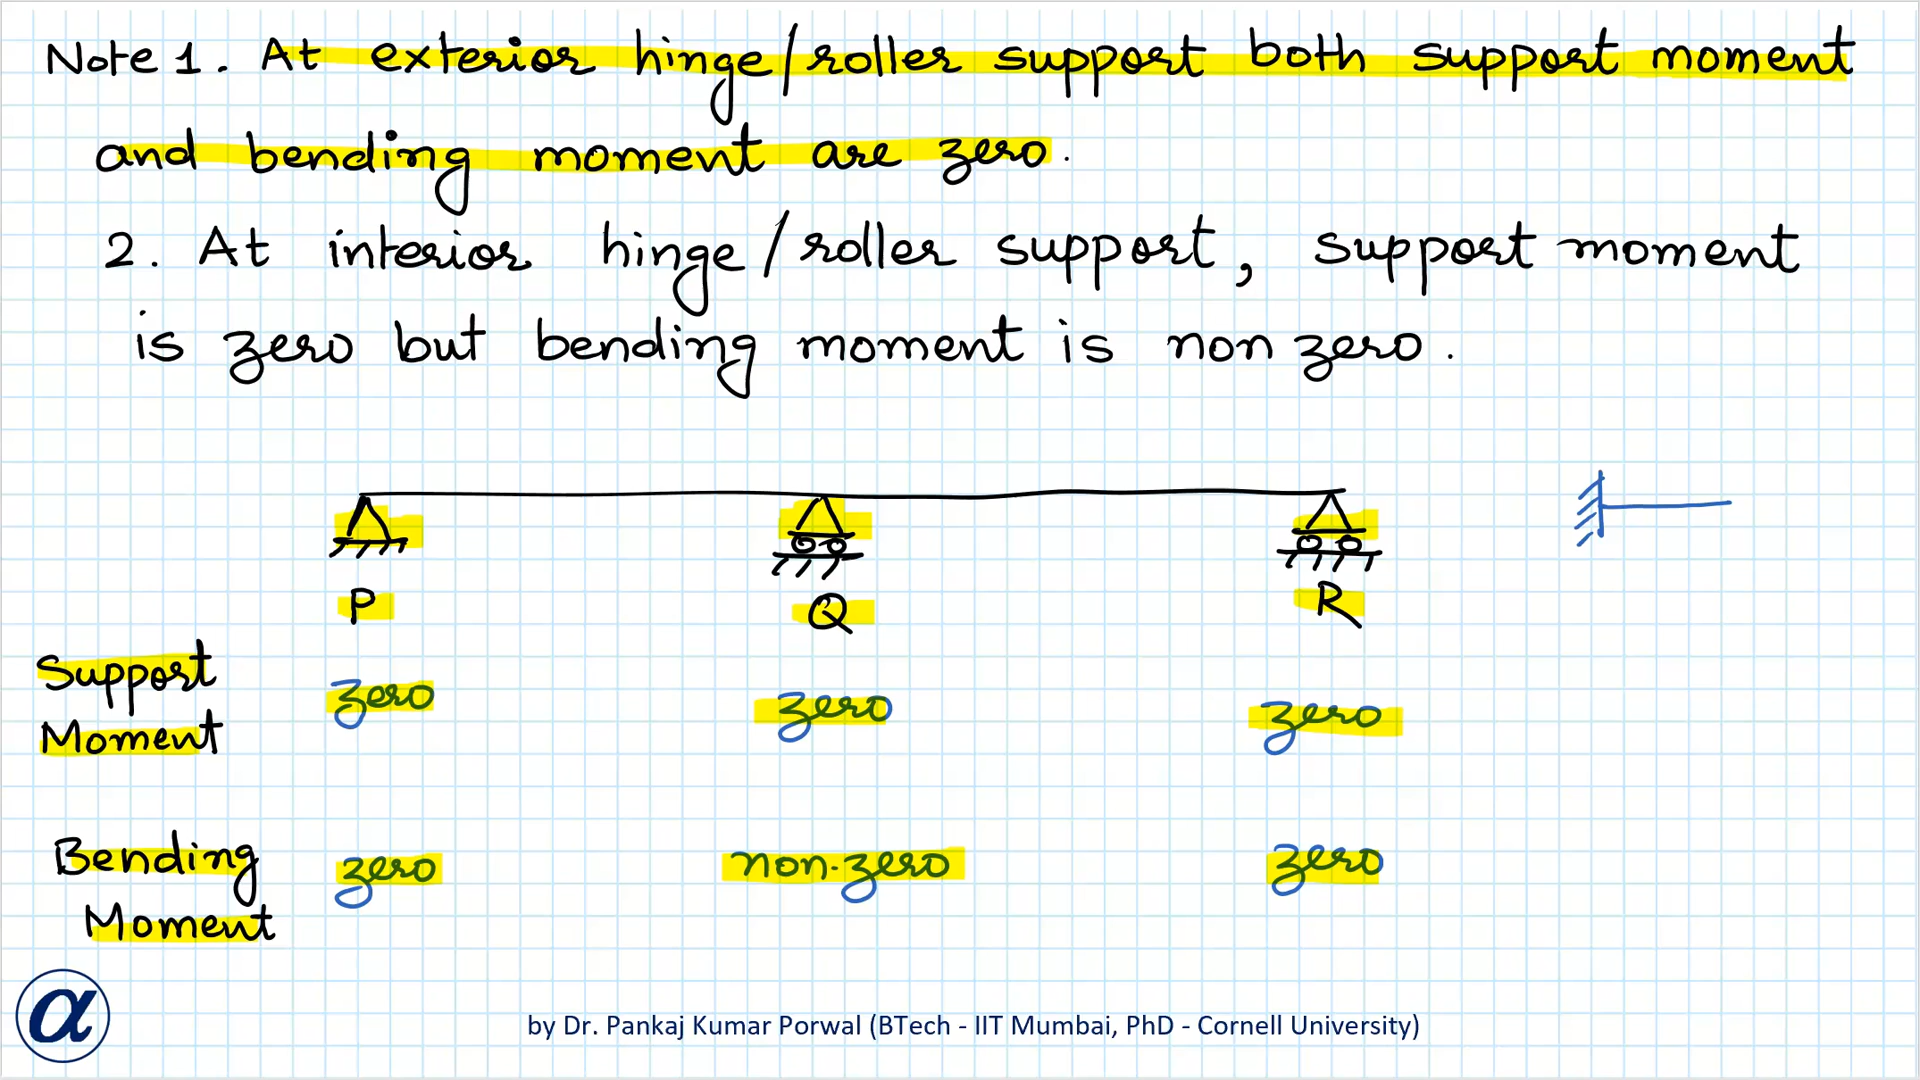 Note 1. At exterior hinge/roller support both support moment
and bending moment are zero.
2. At interior hinge/roller support, support moment
is zero but bending moment is non zero.
P Q R
Support
Moment
zero zero zero
Bending
Moment
zero non-zero zero
α
by Dr. Pankaj Kumar Porwal (BTech - IIT Mumbai, PhD - Cornell University)